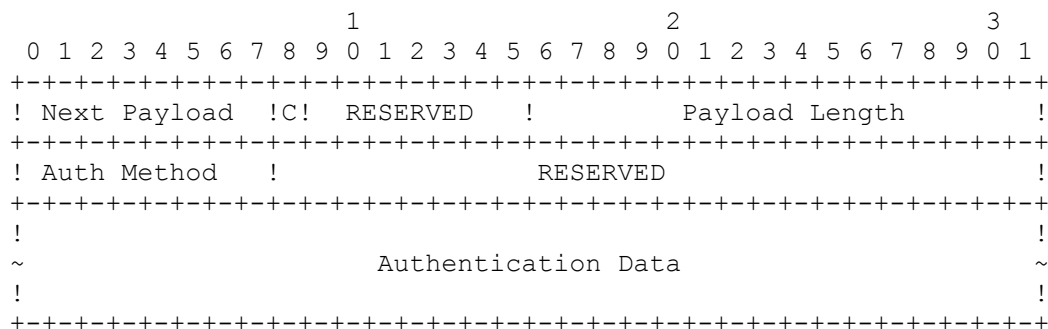 1                   2                   3
 0 1 2 3 4 5 6 7 8 9 0 1 2 3 4 5 6 7 8 9 0 1 2 3 4 5 6 7 8 9 0 1
+-+-+-+-+-+-+-+-+-+-+-+-+-+-+-+-+-+-+-+-+-+-+-+-+-+-+-+-+-+-+-+-+
! Next Payload  !C!  RESERVED   !         Payload Length        !
+-+-+-+-+-+-+-+-+-+-+-+-+-+-+-+-+-+-+-+-+-+-+-+-+-+-+-+-+-+-+-+-+
! Auth Method   !                RESERVED                       !
+-+-+-+-+-+-+-+-+-+-+-+-+-+-+-+-+-+-+-+-+-+-+-+-+-+-+-+-+-+-+-+-+
!                                                               !
~                      Authentication Data                      ~
!                                                               !
+-+-+-+-+-+-+-+-+-+-+-+-+-+-+-+-+-+-+-+-+-+-+-+-+-+-+-+-+-+-+-+-+